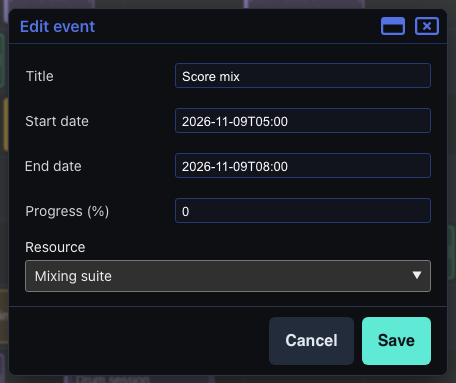 Edit event
Title
Score mix
Start date
2026-11-09T05:00
End date
2026-11-09T08:00
Progress (%)
0
Resource
Mixing suite
Cancel
Save